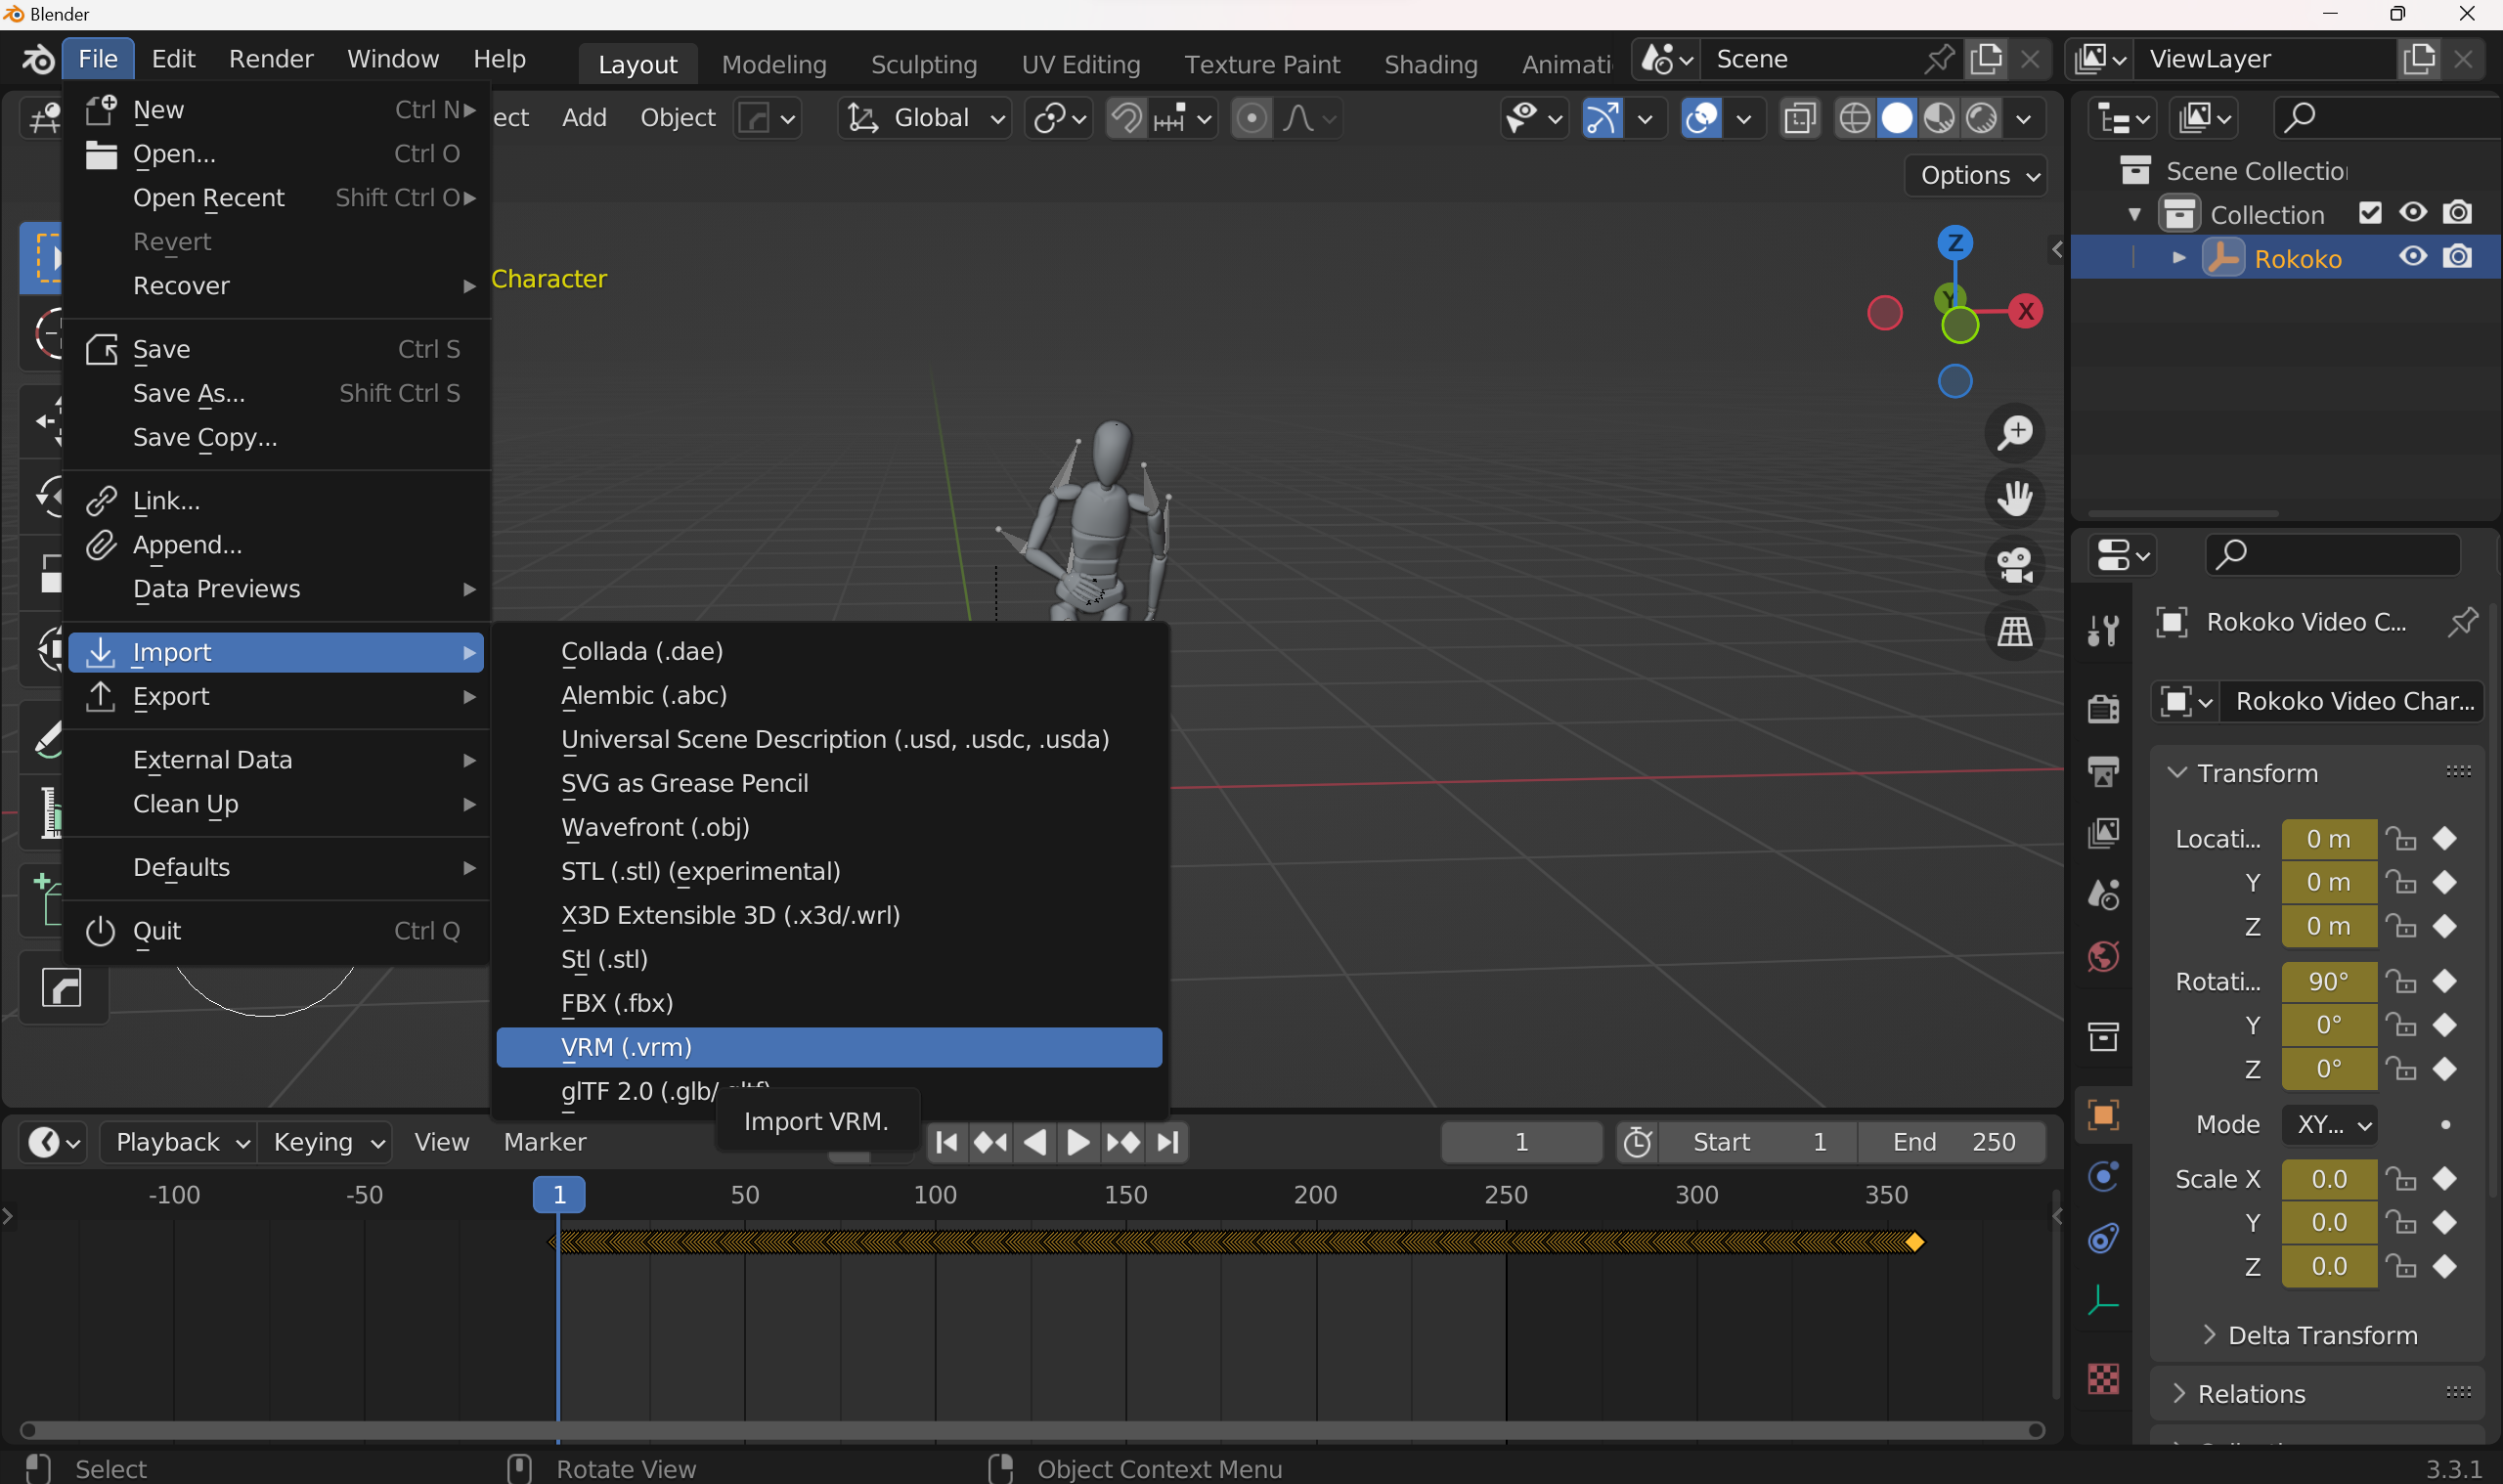 Blender
File Edit Render Window Help Layout Modeling Sculpting UV Editing Texture Paint Shading Animati Scene ViewLayer
ect Add Object Global
Options
New Ctrl N
Open... Ctrl O
Open Recent Shift Ctrl O
Revert
Recover
Save Ctrl S
Save As... Shift Ctrl S
Save Copy...
Link...
Append...
Data Previews
Import
Export
External Data
Clean Up
Defaults
Quit Ctrl Q
Character
Z
Y
X
Collada (.dae)
Alembic (.abc)
Universal Scene Description (.usd, .usdc, .usda)
SVG as Grease Pencil
Wavefront (.obj)
STL (.stl) (experimental)
X3D Extensible 3D (.x3d/.wrl)
Stl (.stl)
FBX (.fbx)
VRM (.vrm)
glTF 2.0 (.glb/.gltf)
Import VRM.
Scene Collectio
Collection
Rokoko
Rokoko Video C...
Rokoko Video Char...
Transform
Locati... 0 m
Y 0 m
Z 0 m
Rotati... 90°
Y 0°
Z 0°
Mode XY...
Scale X 0.0
Y 0.0
Z 0.0
Delta Transform
Relations
Playback Keying View Marker 1 Start 1 End 250
-100 -50 1 50 100 150 200 250 300 350
Select Rotate View Object Context Menu 3.3.1